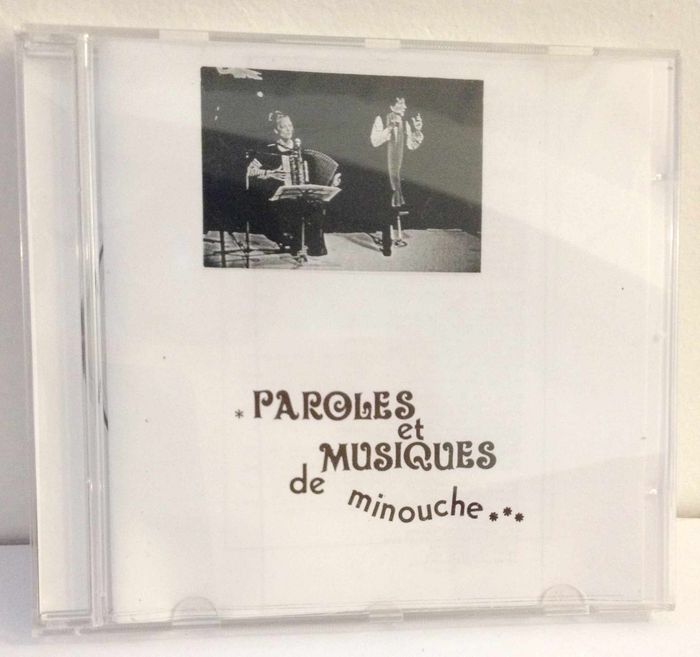 * PAROLES
et
MUSIQUES
de
minouche...